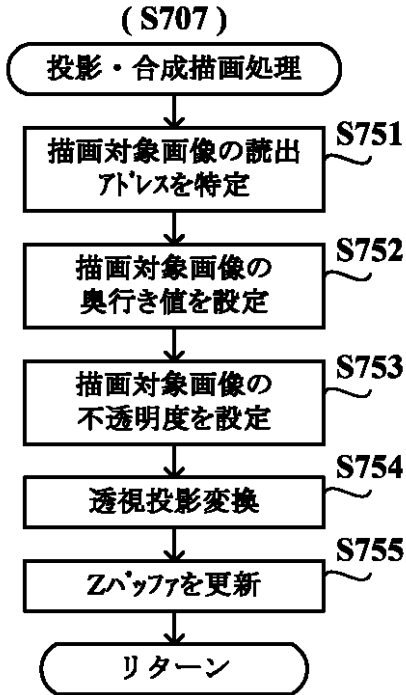 ( S707 )
投影・合成描画処理
S751
描画対象画像の読出
アドレスを特定
S752
描画対象画像の
奥行き値を設定
S753
描画対象画像の
不透明度を設定
S754
透視投影変換
S755
Zバッファを更新
リターン